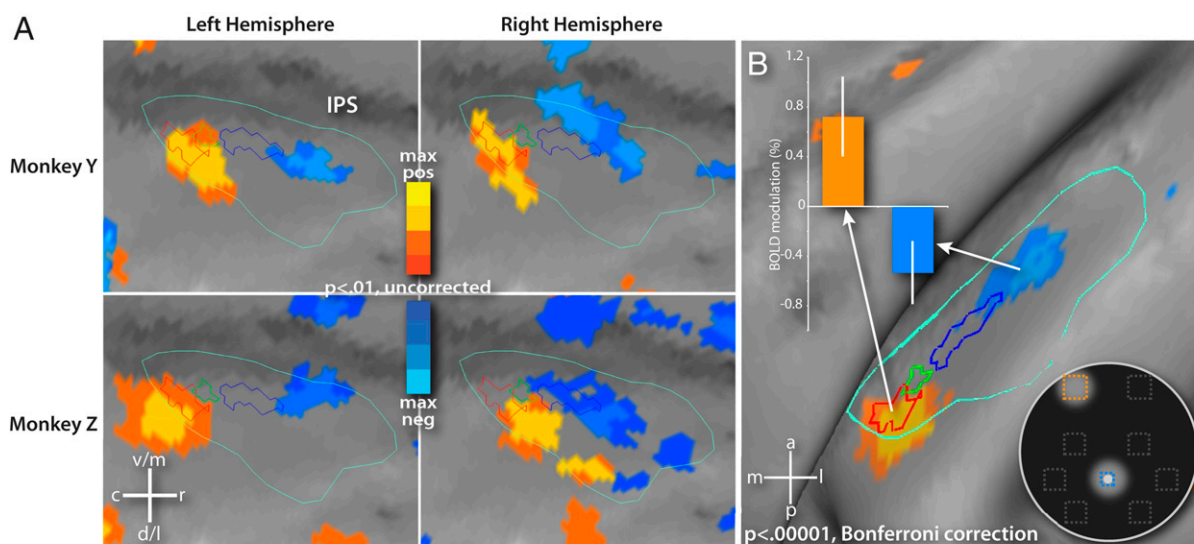 A
Left Hemisphere
Right Hemisphere
IPS
Monkey Y
max
pos
p<.01, uncorrected
max
neg
Monkey Z
v/m
c
r
d/l
B
1.2
0.8
0.4
0
-0.4
-0.8
BOLD modulation (%)
a
m
l
p
p<.00001, Bonferroni correction